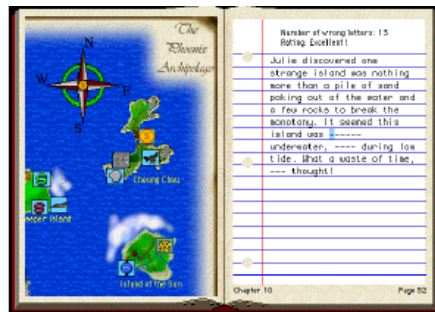 The
Phoenix
Archipelago
N
W
E
S
Cheung Chau
mper Island
Island of the Sun
Number of wrong letters: 13
Rating: Excellent!
Julie discovered one
strange island was nothing
more than a pile of sand
poking out of the water and
a few rocks to break the
monotony. It seemed this
island was ------
underwater, ---- during low
tide. What a waste of time,
--- thought!
Chapter 10
Page 52